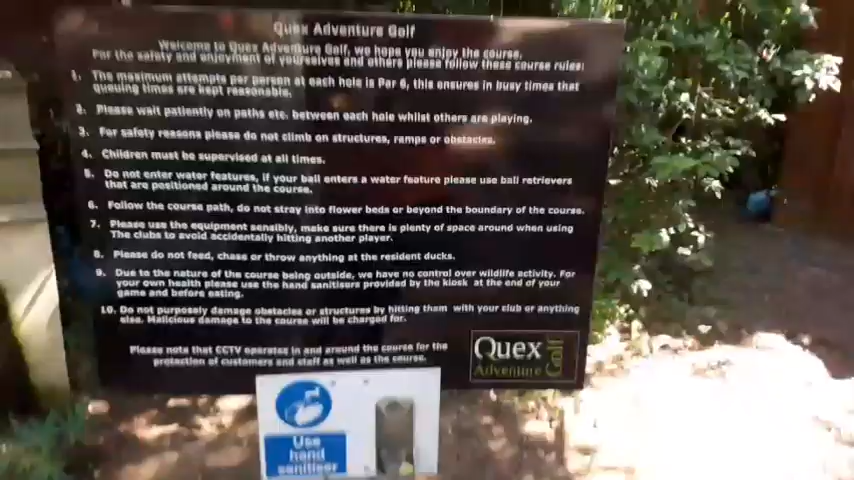 Quex Adventure Golf
Welcome to Quex Adventure Golf, we hope you enjoy the course.
For the safety and enjoyment of yourselves and others please follow these course rules:
1. The maximum attempts per person at each hole is Par 6, this ensures in busy times that
queuing times are kept reasonable.
2. Please wait patiently on paths etc. between each hole whilst others are playing.
3. For safety reasons please do not climb on structures, ramps or obstacles.
4. Children must be supervised at all times.
5. Do not enter water features, if your ball enters a water feature please use ball retrievers
that are positioned around the course.
6. Follow the course path, do not stray into flower beds or beyond the boundary of the course.
7. Please use the equipment sensibly, make sure there is plenty of space around when using
The clubs to avoid accidentally hitting another player.
8. Please do not feed, chase or throw anything at the resident ducks.
9. Due to the nature of the course being outside, we have no control over wildlife activity. For
your own health please use the hand sanitisers provided by the kiosk at the end of your
game and before eating.
10. Do not purposely damage obstacles or structures by hitting them with your club or anything
else. Malicious damage to the course will be charged for.
Please note that CCTV operates in and around the course for the
protection of customers and staff as well as the course.
Quex
Adventure Golf
Use
hand
sanitiser